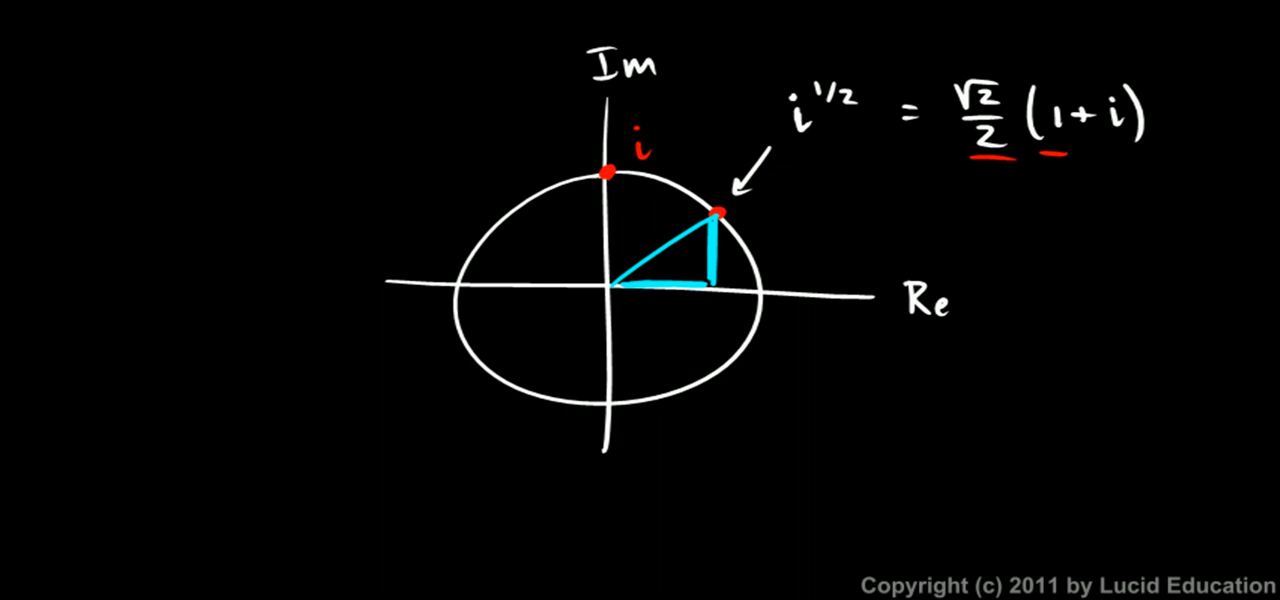 Im
i
i^1/2 = √2/2 (1+i)
Re
Copyright (c) 2011 by Lucid Education